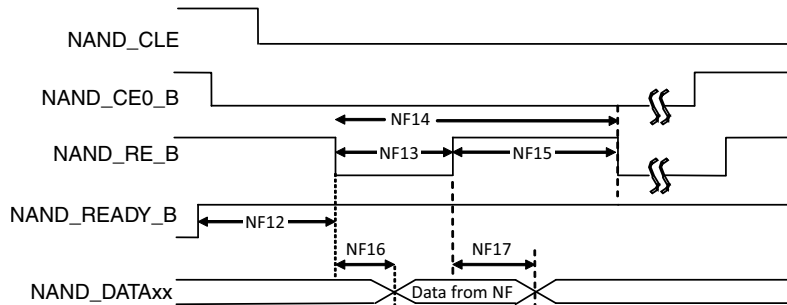 NAND_CLE
NAND_CE0_B
NF14
NAND_RE_B
NF13
NF15
NAND_READY_B
NF12
NF16
NF17
NAND_DATAxx
Data from NF